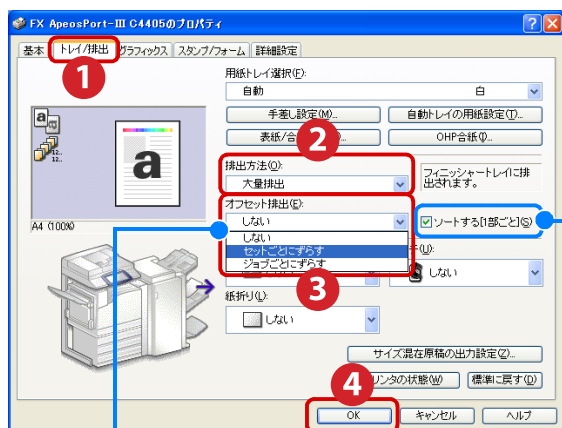 FX ApeosPort-III C4405のプロパティ
基本 トレイ/排出 グラフィックス スタンプ/フォーム 詳細設定
1
用紙トレイ選択(F):
自動 白
手差し設定(M)... 自動トレイの用紙設定(T)...
表紙/合 OHP合紙(I)...
2
排出方法(O):
大量排出
フィニッシャートレイに排
出されます。
オフセット排出(E):
しない
ソートする[1部ごと](S)
しない
セットごとにずらす
ジョブごとにずらす
(U):
しない
3
A4 (100%)
a
a
12..
12..
紙折り(L):
しない
サイズ混在原稿の出力設定(Z)...
4
リンタの状態(W) 標準に戻す(D)
OK キャンセル ヘルプ